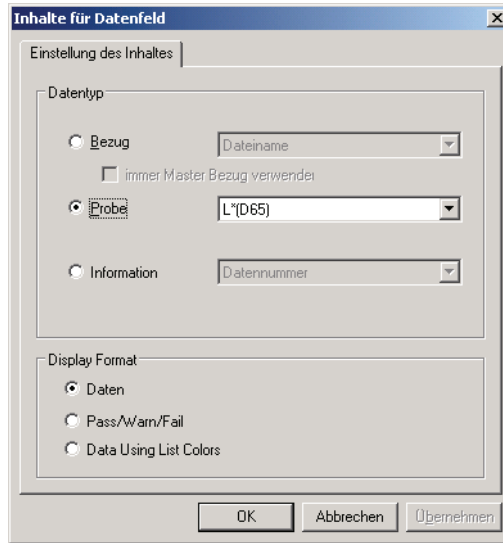 Inhalte für Datenfeld
Einstellung des Inhaltes
Datentyp
Bezug
Dateiname
immer Master Bezug verwender
Probe
L*(D65)
Information
Datennummer
Display Format
Daten
Pass/Warn/Fail
Data Using List Colors
OK
Abbrechen
Übernehmen